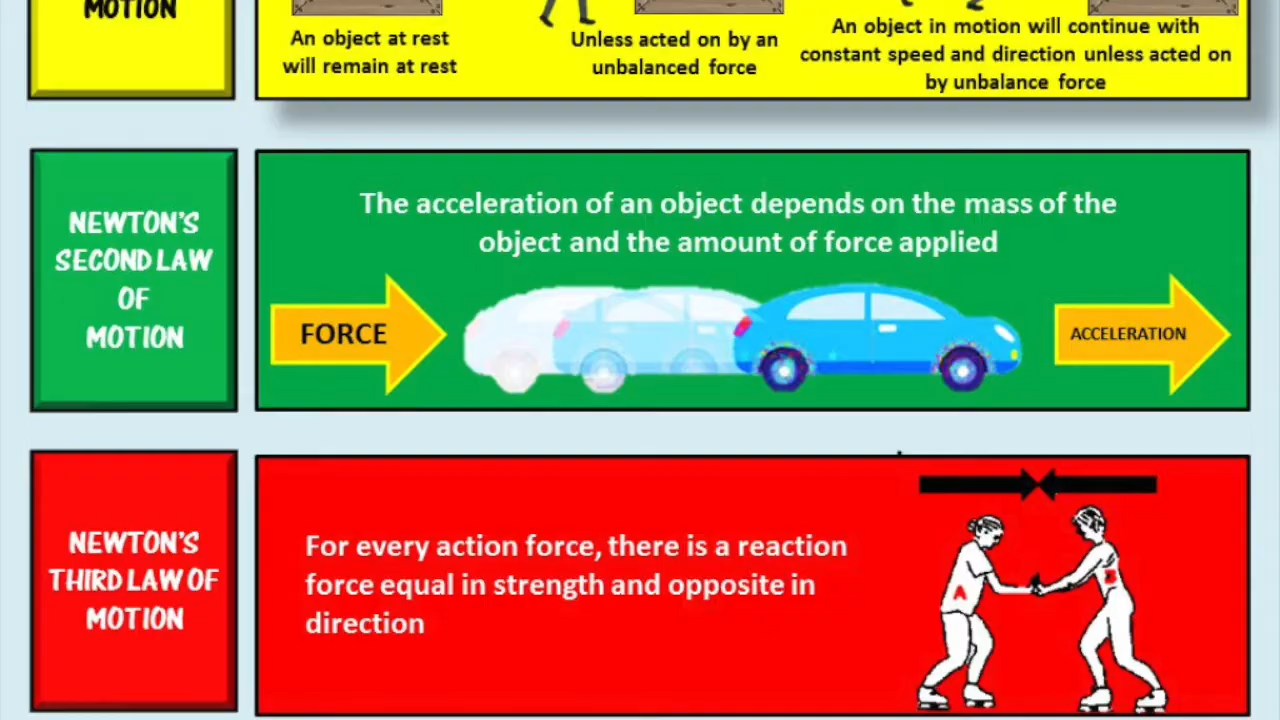 MOTION
An object at rest
will remain at rest
Unless acted on by an
unbalanced force
An object in motion will continue with
constant speed and direction unless acted on
by unbalance force
NEWTON'S
SECOND LAW
OF
MOTION
The acceleration of an object depends on the mass of the
object and the amount of force applied
FORCE
ACCELERATION
NEWTON'S
THIRD LAW OF
MOTION
For every action force, there is a reaction
force equal in strength and opposite in
direction
A
B